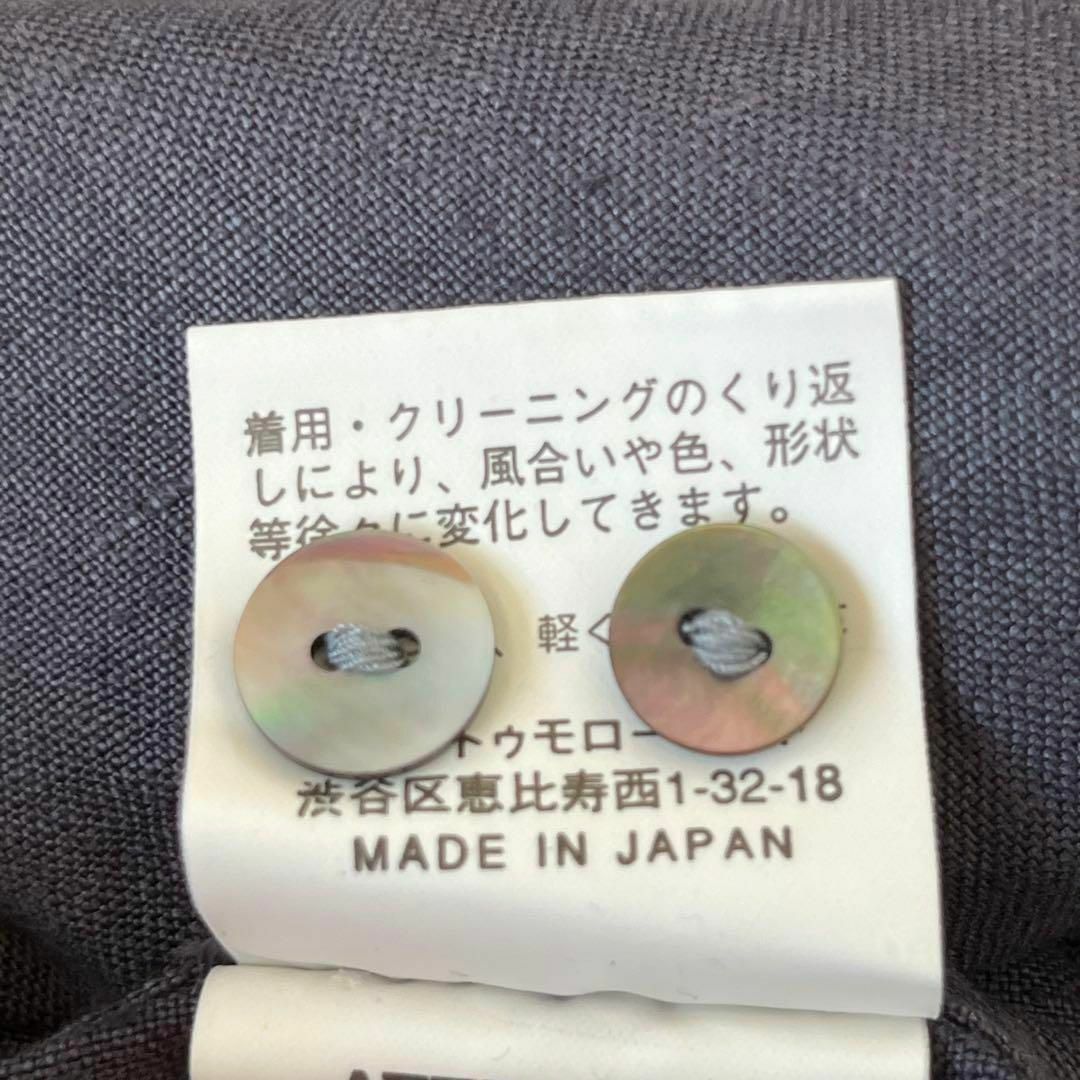 着用・クリーニングのくり返
しにより、風合いや色、形状
等徐々に変化してきます。
、軽く
トゥモロー
渋谷区恵比寿西1-32-18
MADE IN JAPAN